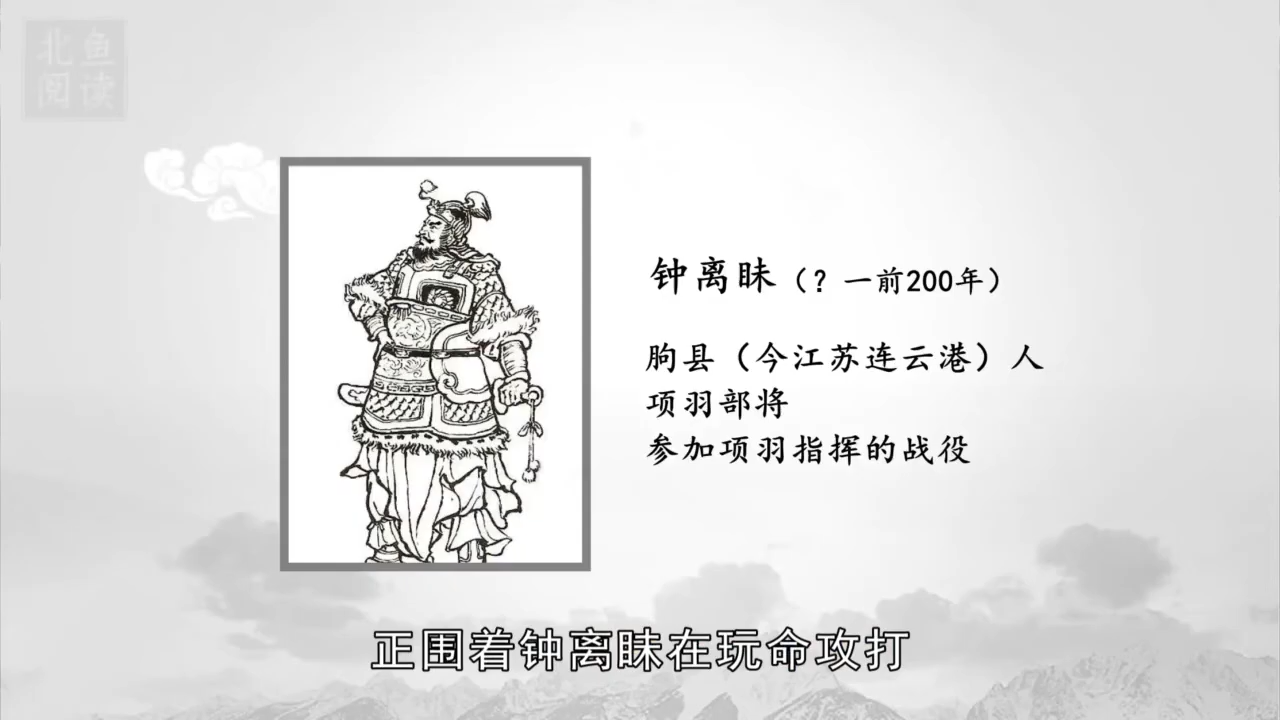 北鱼
阅读
钟离眛（？一前200年）
朐县（今江苏连云港）人
项羽部将
参加项羽指挥的战役
正围着钟离眛在玩命攻打